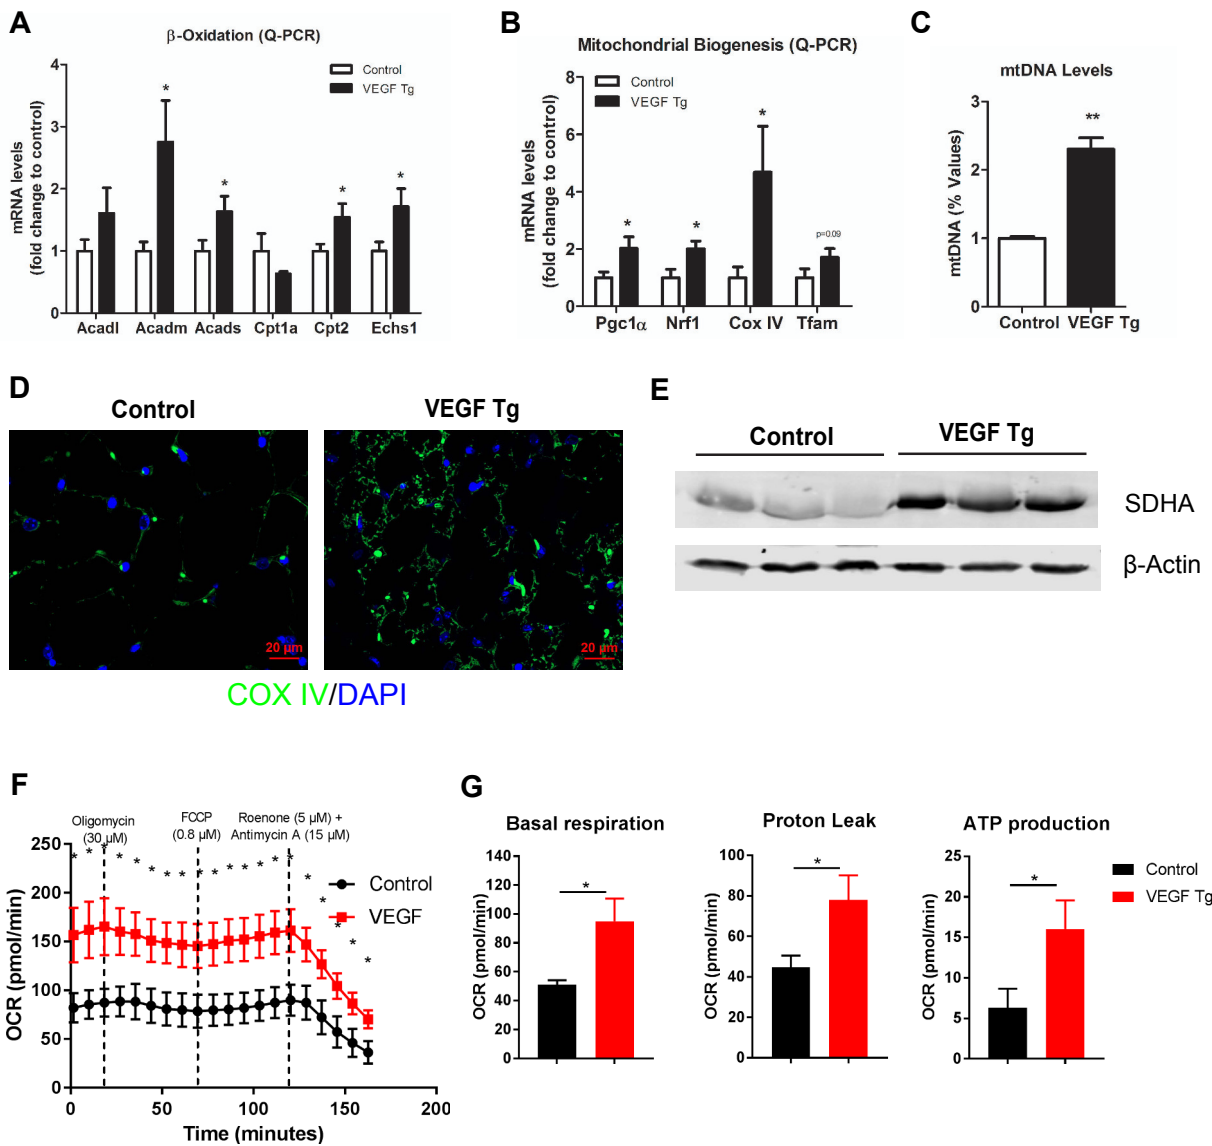 A
β-Oxidation (Q-PCR)
mRNA levels
(fold change to control)
4
3
2
1
0
Control
VEGF Tg
*
*
*
*
Acadl Acadm Acads Cpt1a Cpt2 Echs1
B
Mitochondrial Biogenesis (Q-PCR)
mRNA levels
(fold change to control)
8
6
4
2
0
Control
VEGF Tg
*
*
*
p=0.09
Pgc1α Nrf1 Cox IV Tfam
C
mtDNA Levels
mtDNA (% Values)
3
2
1
0
**
Control VEGF Tg
D
Control VEGF Tg
20 µm
20 µm
COX IV/DAPI
E
Control VEGF Tg
SDHA
β-Actin
F
Oligomycin
(30 µM)
FCCP
(0.8 µM)
Roenone (5 µM) +
Antimycin A (15 µM)
OCR (pmol/min)
250
200
150
100
50
0
* * * * * * * * * * * * * * * * * * *
Control
VEGF
0 50 100 150 200
Time (minutes)
G
Basal respiration
OCR (pmol/min)
140
120
100
80
60
40
20
0
*
Proton Leak
OCR (pmol/min)
100
80
60
40
20
0
*
ATP production
OCR (pmol/min)
25
20
15
10
5
0
*
Control
VEGF Tg